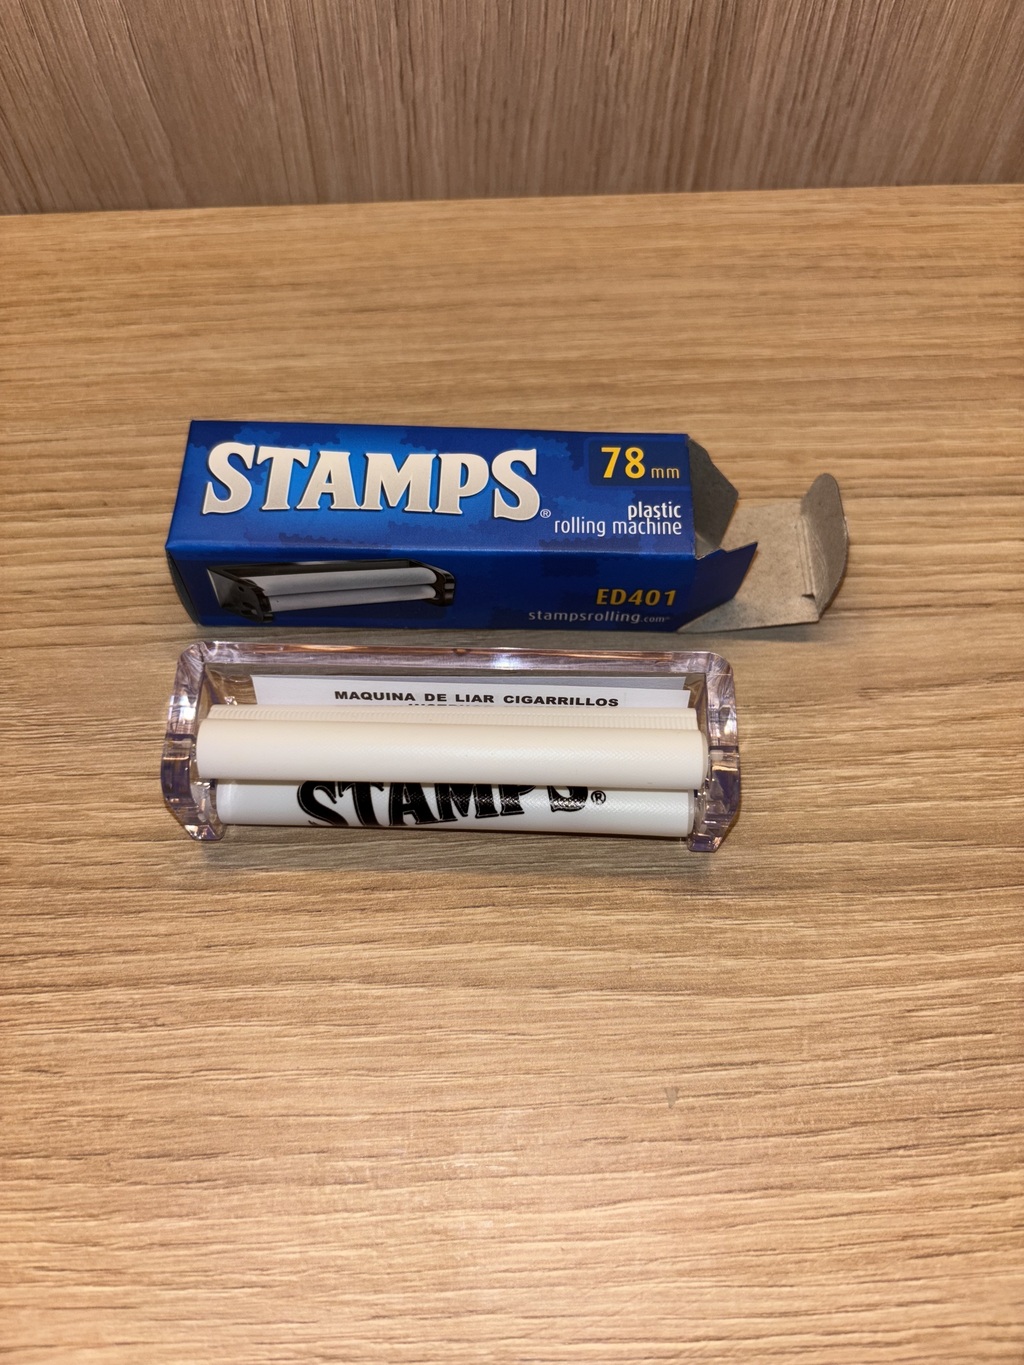 STAMPS®
78 mm
plastic
rolling machine
ED401
stampsrolling.com
MAQUINA DE LIAR CIGARRILLOS
STAMPS®